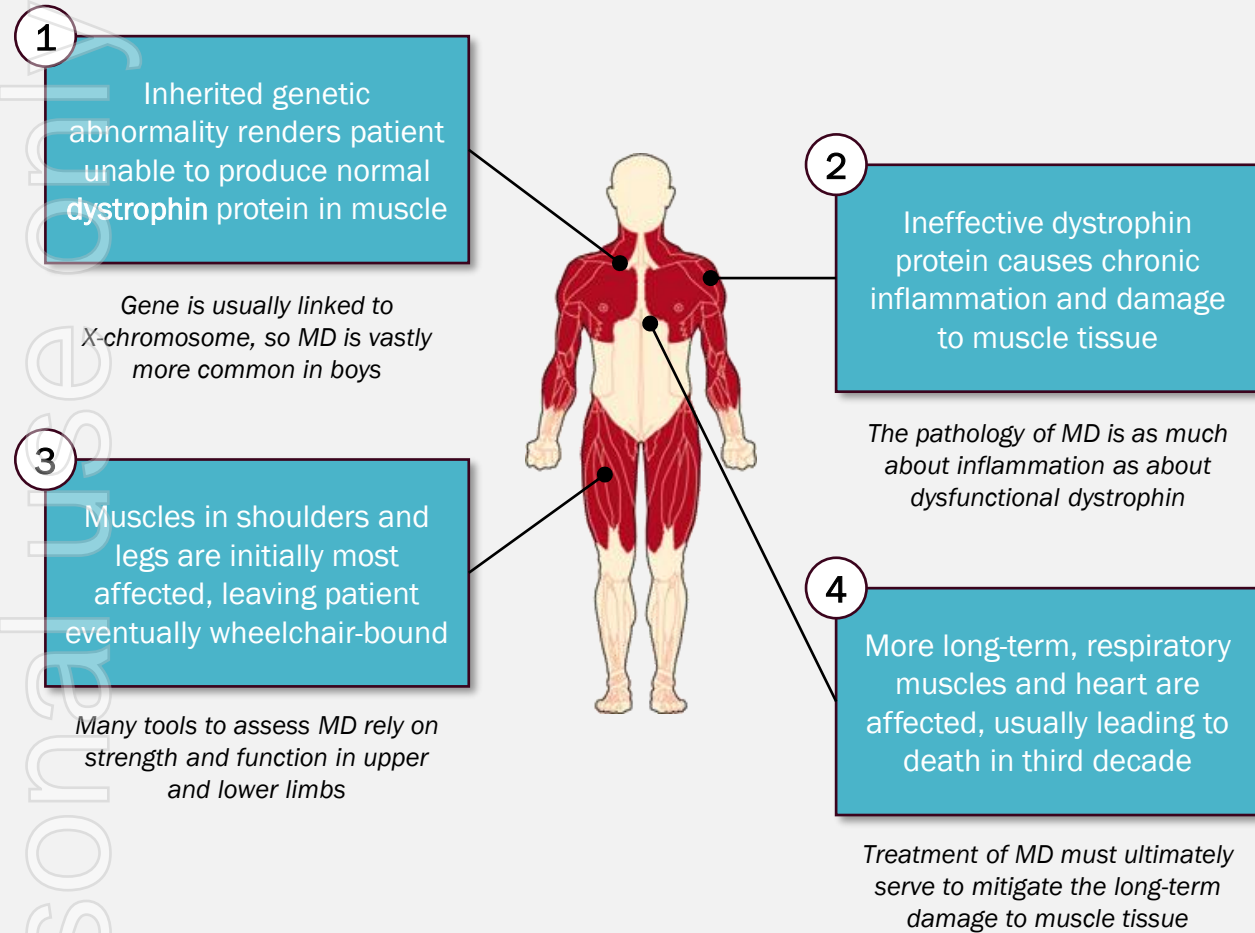 1
Inherited genetic
abnormality renders patient
unable to produce normal
dystrophin protein in muscle
Gene is usually linked to
X-chromosome, so MD is vastly
more common in boys
2
Ineffective dystrophin
protein causes chronic
inflammation and damage
to muscle tissue
The pathology of MD is as much
about inflammation as about
dysfunctional dystrophin
3
Muscles in shoulders and
legs are initially most
affected, leaving patient
eventually wheelchair-bound
Many tools to assess MD rely on
strength and function in upper
and lower limbs
4
More long-term, respiratory
muscles and heart are
affected, usually leading to
death in third decade
Treatment of MD must ultimately
serve to mitigate the long-term
damage to muscle tissue
sonal use only